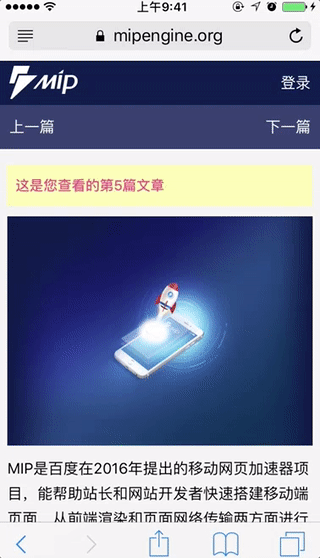 上午9:41
mipengine.org
mip
登录
上一篇
下一篇
这是您查看的第5篇文章
MIP是百度在2016年提出的移动网页加速器项
目，能帮助站长和网站开发者快速搭建移动端
页面，从前端渲染和页面网络传输两方面进行